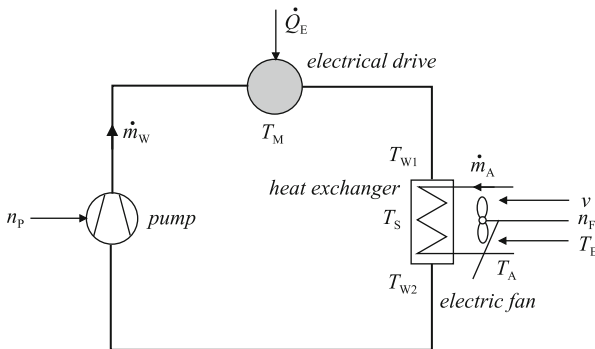 Q̇E
electrical drive
TM
ṁW
TW1
ṁA
heat exchanger
v
nP
pump
TS
nF
TE
TW2
TA
electric fan